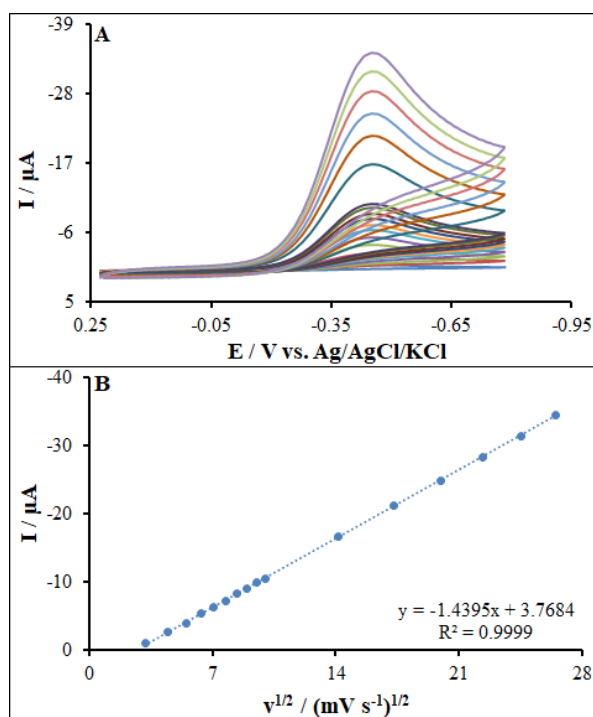 A
-39
-28
-17
-6
5
I / µA
0.25 -0.05 -0.35 -0.65 -0.95
E / V vs. Ag/AgCl/KCl
B
-40
-30
-20
-10
0
I / µA
y = -1.4395x + 3.7684
R² = 0.9999
0 7 14 21 28
v¹/² / (mV s⁻¹)¹/²